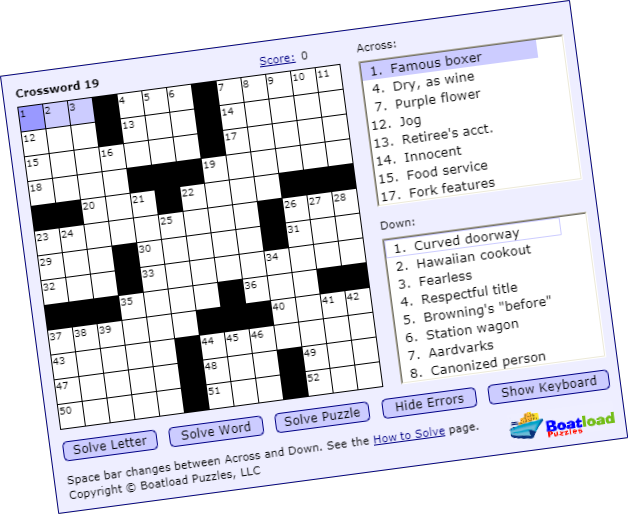 Crossword 19
Score: 0
1 2 3 4 5 6 7 8 9 10 11
12 13 14
15 16 17
18 19
20 21 22
23 24 25 26 27 28
29 30 31
32 33 34
35 36
37 38 39 40 41 42
43 44 45 46
47 48 49
50 51 52
Across:
1. Famous boxer
4. Dry, as wine
7. Purple flower
12. Jog
13. Retiree's acct.
14. Innocent
15. Food service
17. Fork features
Down:
1. Curved doorway
2. Hawaiian cookout
3. Fearless
4. Respectful title
5. Browning's "before"
6. Station wagon
7. Aardvarks
8. Canonized person
Solve Letter Solve Word Solve Puzzle Hide Errors Show Keyboard
Space bar changes between Across and Down. See the How to Solve page.
Copyright © Boatload Puzzles, LLC
Boatload
Puzzles